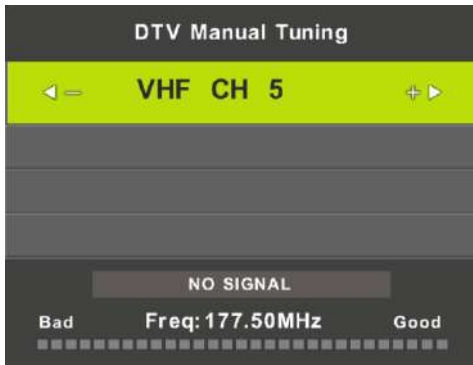 DTV Manual Tuning
− VHF CH 5 +
NO SIGNAL
Bad Freq: 177.50MHz Good